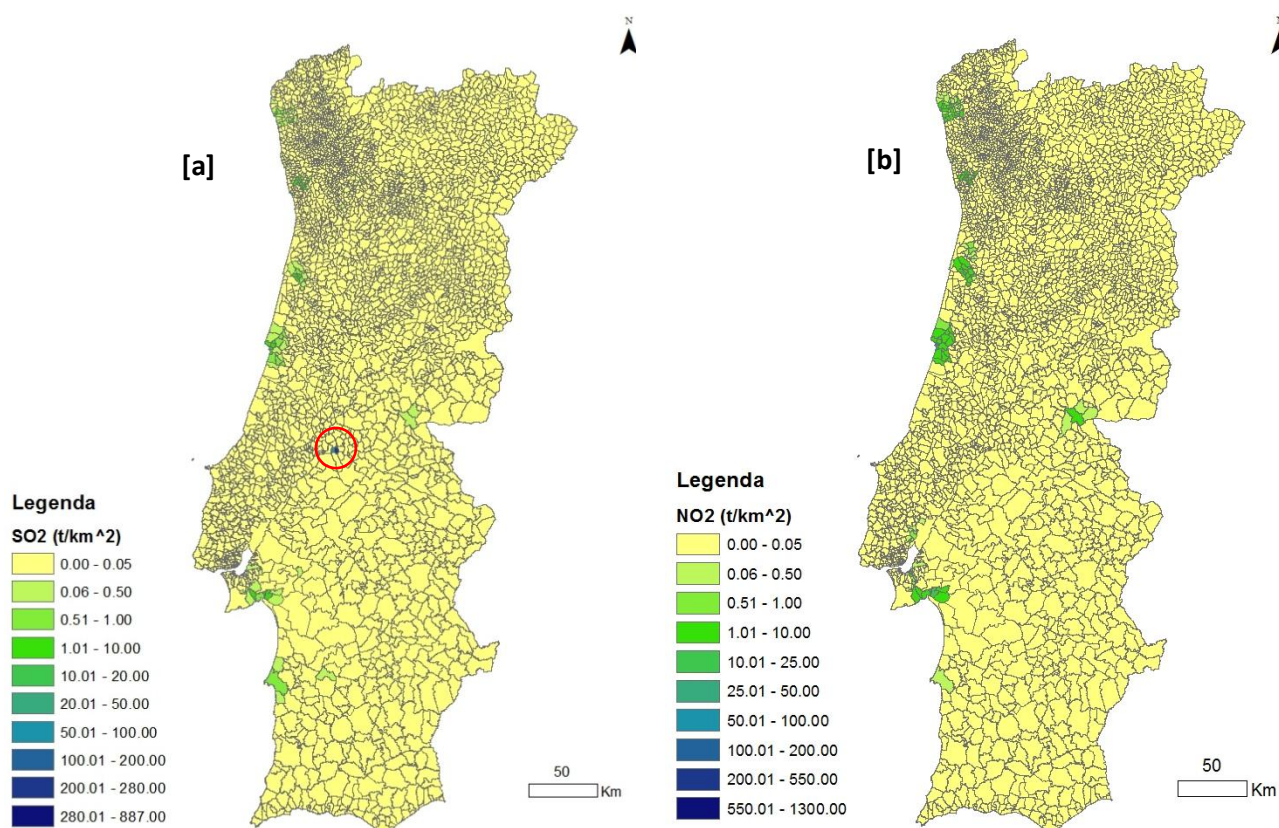 N
[a]
Legenda
SO2 (t/km^2)
0.00 - 0.05
0.06 - 0.50
0.51 - 1.00
1.01 - 10.00
10.01 - 20.00
20.01 - 50.00
50.01 - 100.00
100.01 - 200.00
200.01 - 280.00
280.01 - 887.00
50
Km
[b]
Legenda
NO2 (t/km^2)
0.00 - 0.05
0.06 - 0.50
0.51 - 1.00
1.01 - 10.00
10.01 - 25.00
25.01 - 50.00
50.01 - 100.00
100.01 - 200.00
200.01 - 550.00
550.01 - 1300.00
50
Km